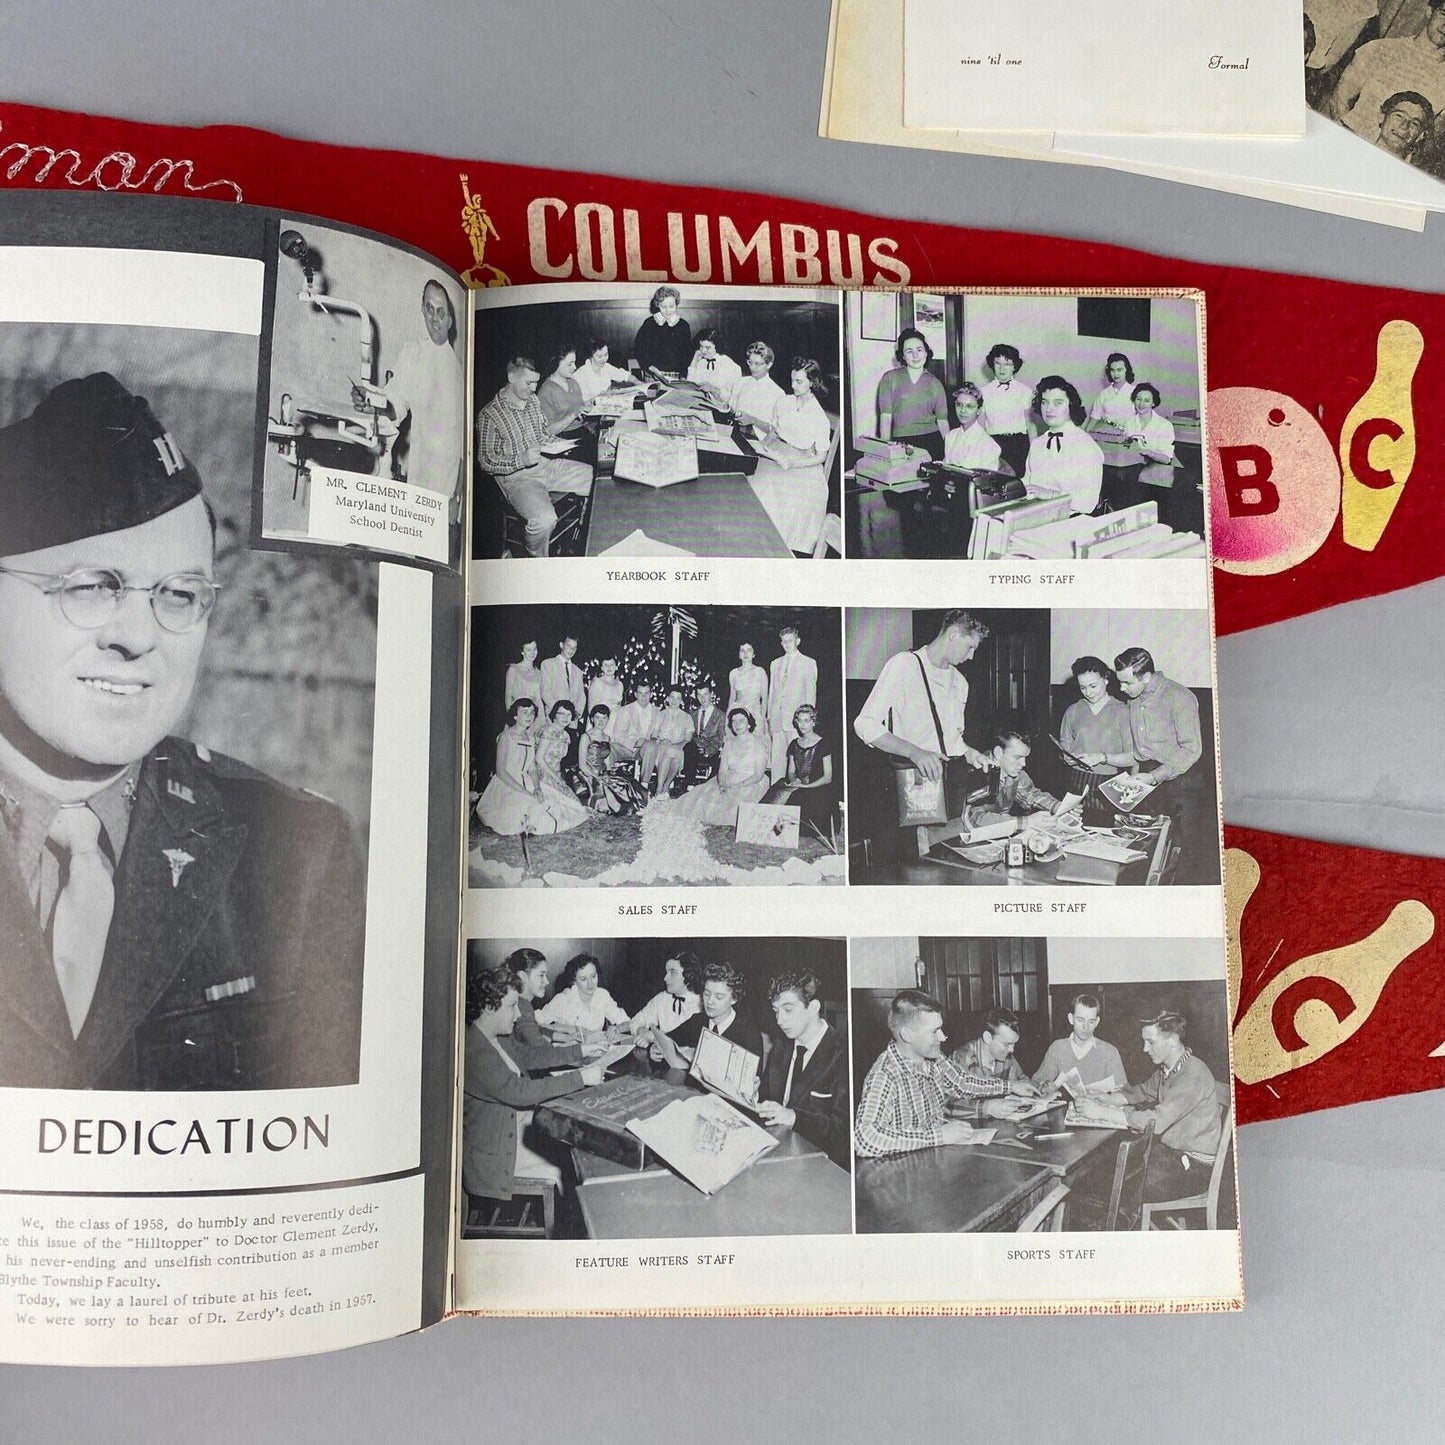 nine 'til one
Formal
man
COLUMBUS
B C
C
MR. CLEMENT ZERDY
Maryland University
School Dentist
DEDICATION
We, the class of 1958, do humbly and reverently dedi-
this issue of the "Hilltopper" to Doctor Clement Zerdy,
his never-ending and unselfish contribution as a member
Blythe Township Faculty.
Today, we lay a laurel of tribute at his feet.
We were sorry to hear of Dr. Zerdy's death in 1957.
YEARBOOK STAFF
TYPING STAFF
SALES STAFF
PICTURE STAFF
FEATURE WRITERS STAFF
SPORTS STAFF